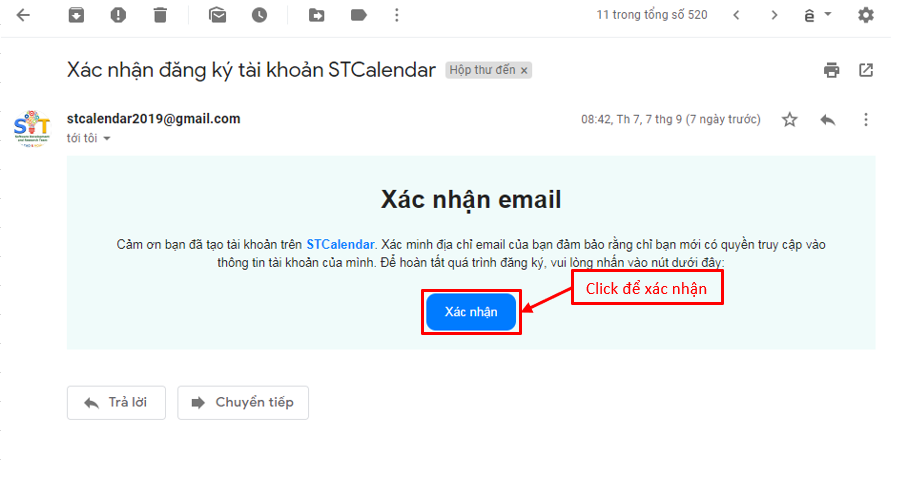 11 trong tổng số 520
Xác nhận đăng ký tài khoản STCalendar
Hộp thư đến ×
stcalendar2019@gmail.com
08:42, Th 7, 7 thg 9 (7 ngày trước)
tới tôi
Xác nhận email
Cảm ơn bạn đã tạo tài khoản trên STCalendar. Xác minh địa chỉ email của bạn đảm bảo rằng chỉ bạn mới có quyền truy cập vào
thông tin tài khoản của mình. Để hoàn tất quá trình đăng ký, vui lòng nhấn vào nút dưới đây:
Click để xác nhận
Xác nhận
Trả lời
Chuyển tiếp